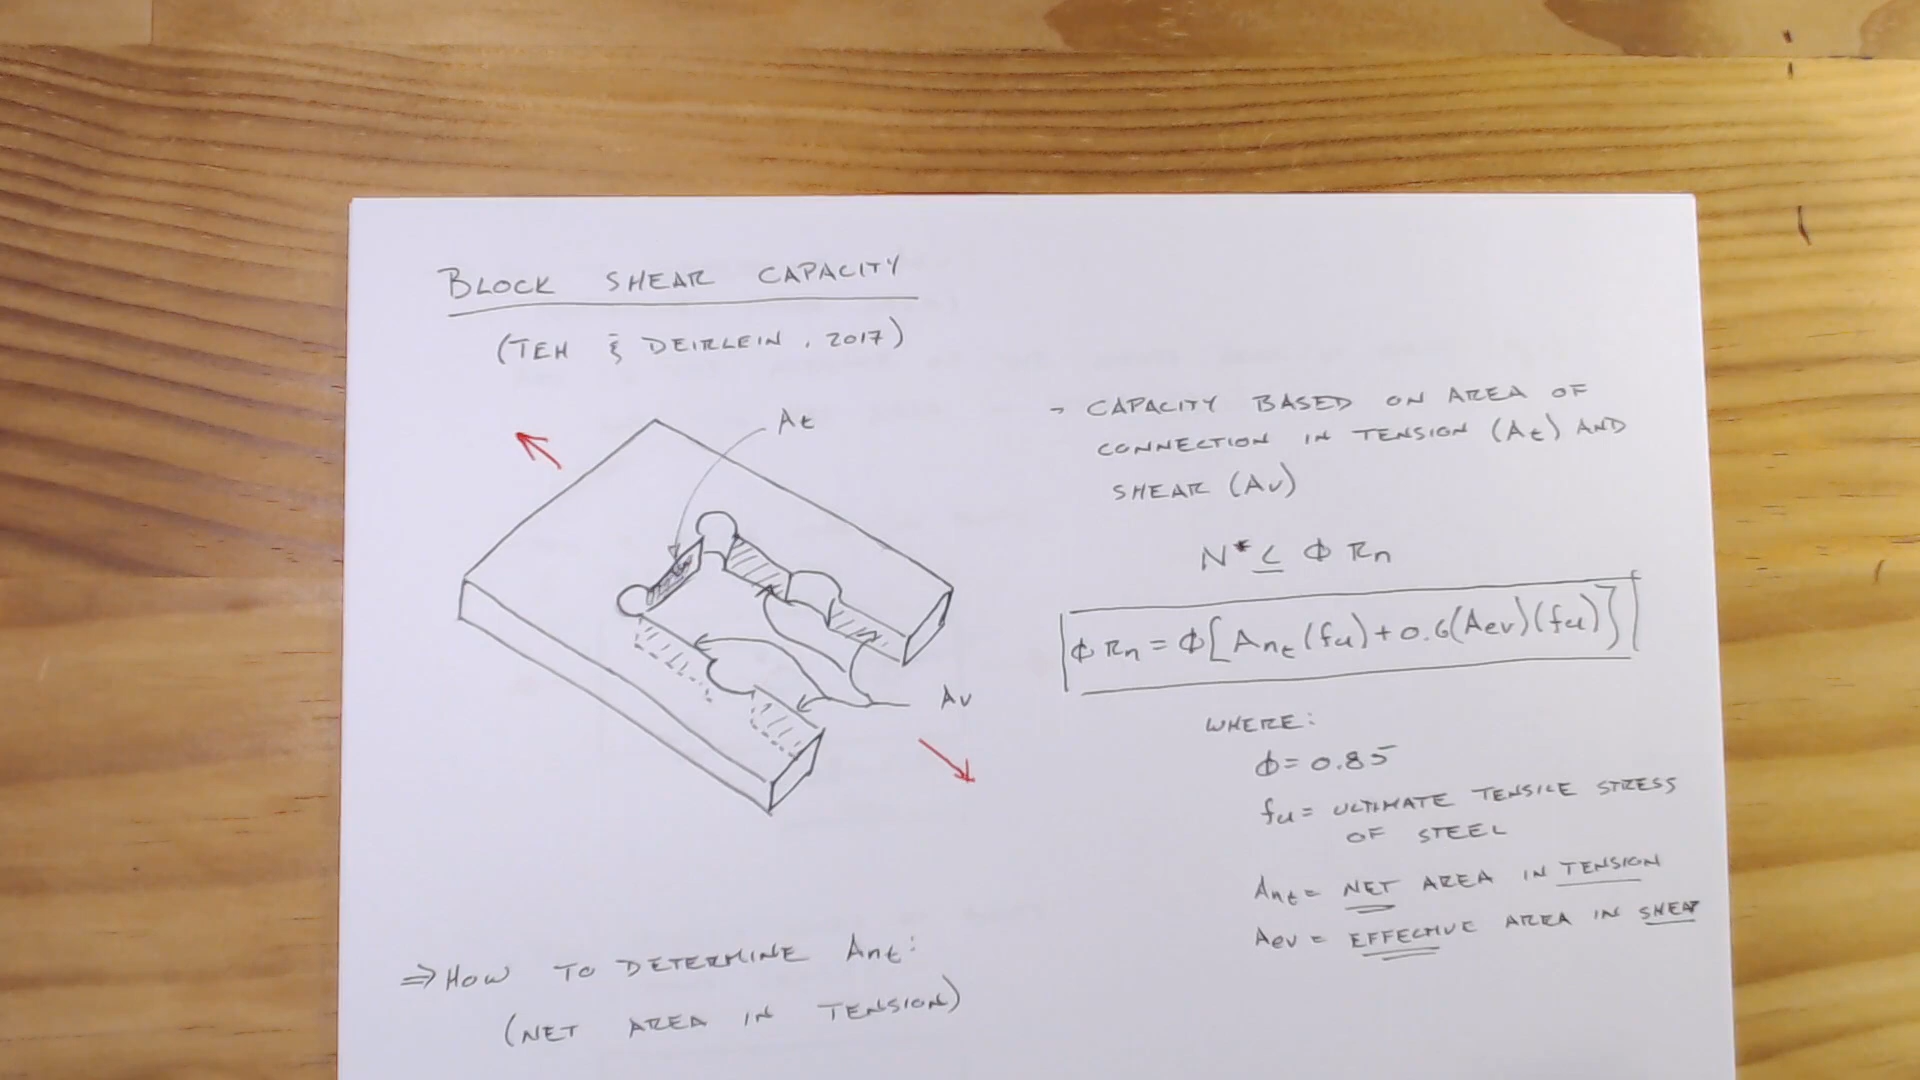 BLOCK SHEAR CAPACITY
(TEH & DEIRLEIN, 2017)
At
Av
- CAPACITY BASED ON AREA OF
CONNECTION IN TENSION (At) AND
SHEAR (Av)
N* ≤ ϕ Rn
ϕ Rn = ϕ[Ant (fu) + 0.6(Aev)(fu)]
WHERE:
ϕ = 0.85
fu = ULTIMATE TENSILE STRESS
OF STEEL
Ant = NET AREA IN TENSION
Aev = EFFECTIVE AREA IN SHEAR
⇒ HOW TO DETERMINE Ant:
(NET AREA IN TENSION)